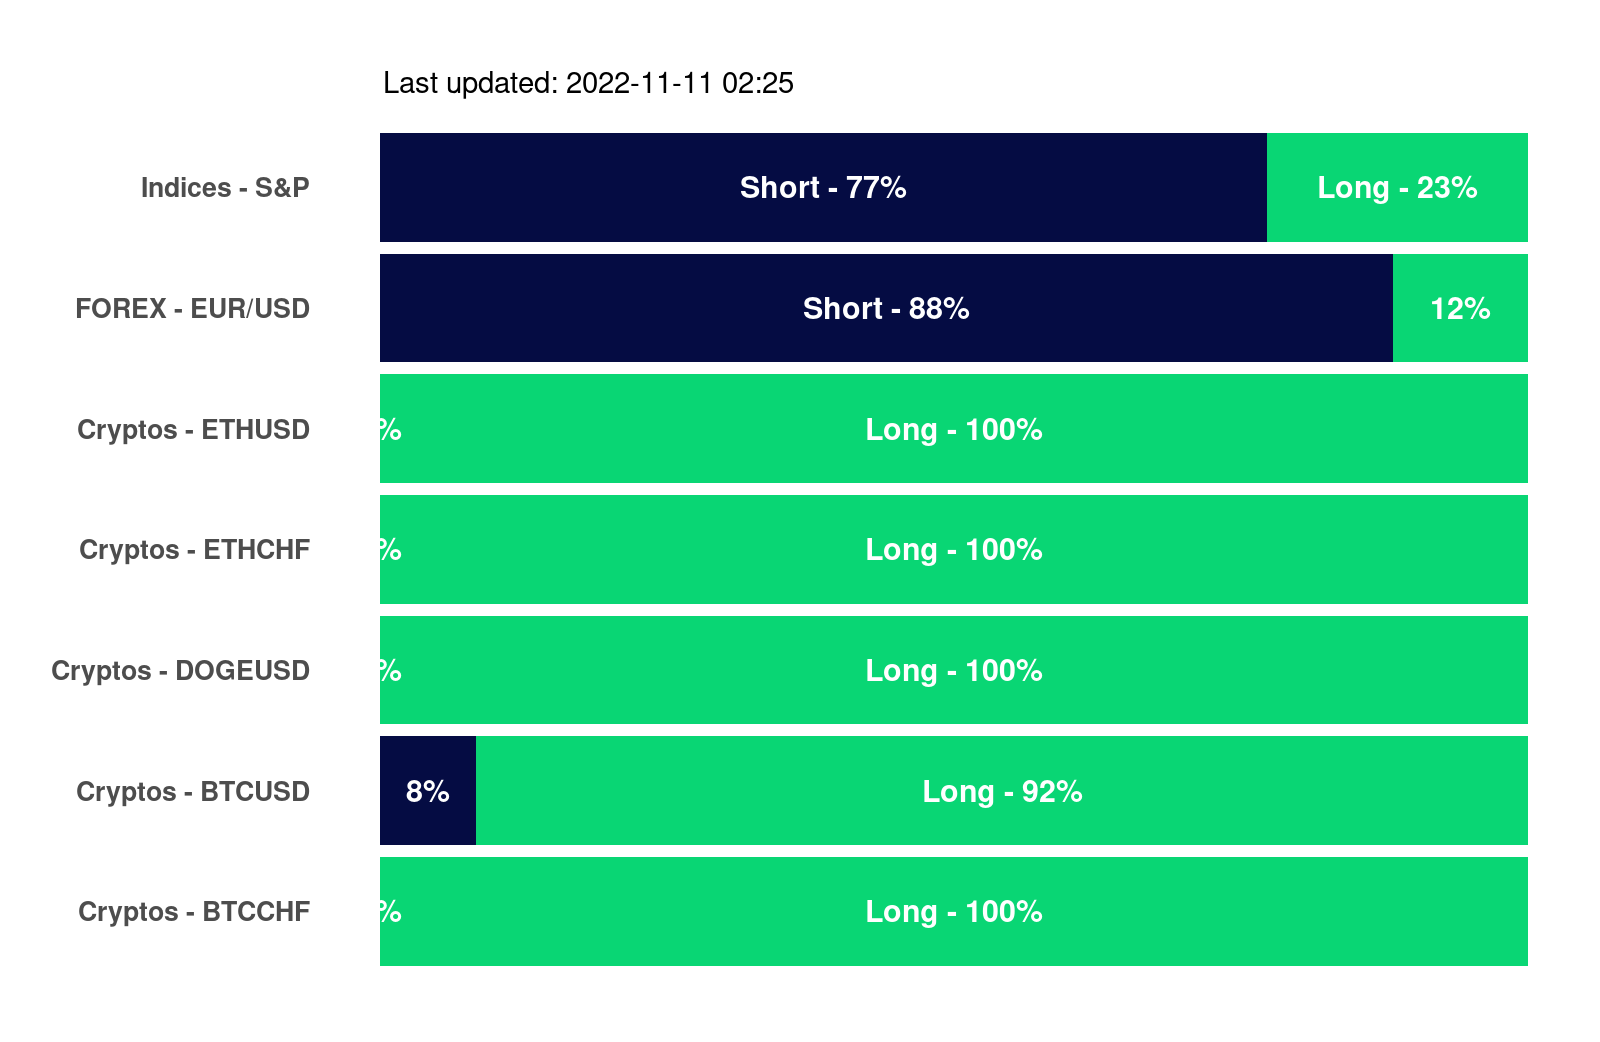 Last updated: 2022-11-11 02:25
Indices - S&P Short - 77% Long - 23%
FOREX - EUR/USD Short - 88% 12%
Cryptos - ETHUSD % Long - 100%
Cryptos - ETHCHF % Long - 100%
Cryptos - DOGEUSD % Long - 100%
Cryptos - BTCUSD 8% Long - 92%
Cryptos - BTCCHF % Long - 100%